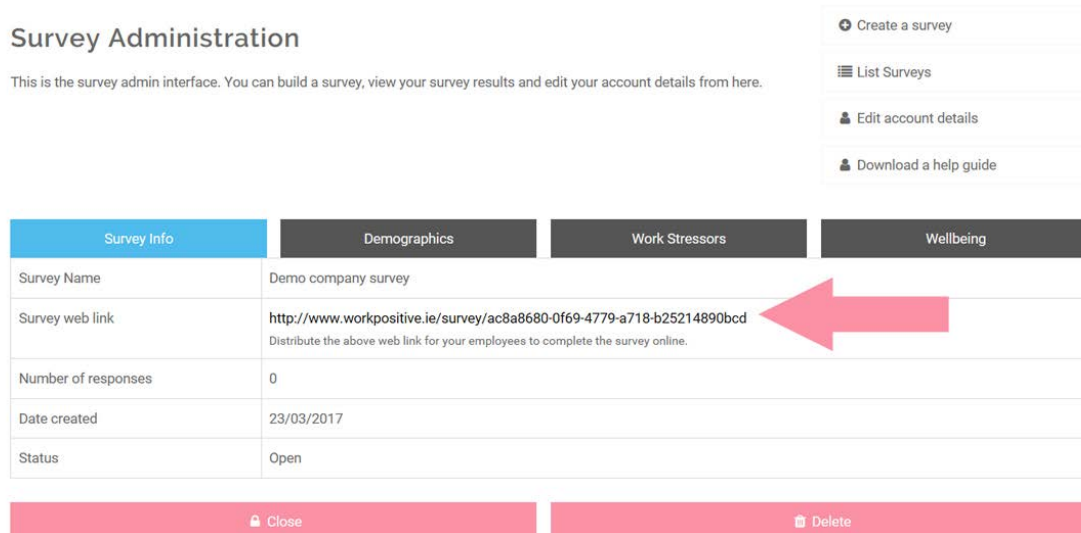 Survey Administration
This is the survey admin interface. You can build a survey, view your survey results and edit your account details from here.
Create a survey
List Surveys
Edit account details
Download a help guide
Survey Info Demographics Work Stressors Wellbeing
Survey Name Demo company survey
Survey web link http://www.workpositive.ie/survey/ac8a8680-0f69-4779-a718-b25214890bcd
Distribute the above web link for your employees to complete the survey online.
Number of responses 0
Date created 23/03/2017
Status Open
Close Delete